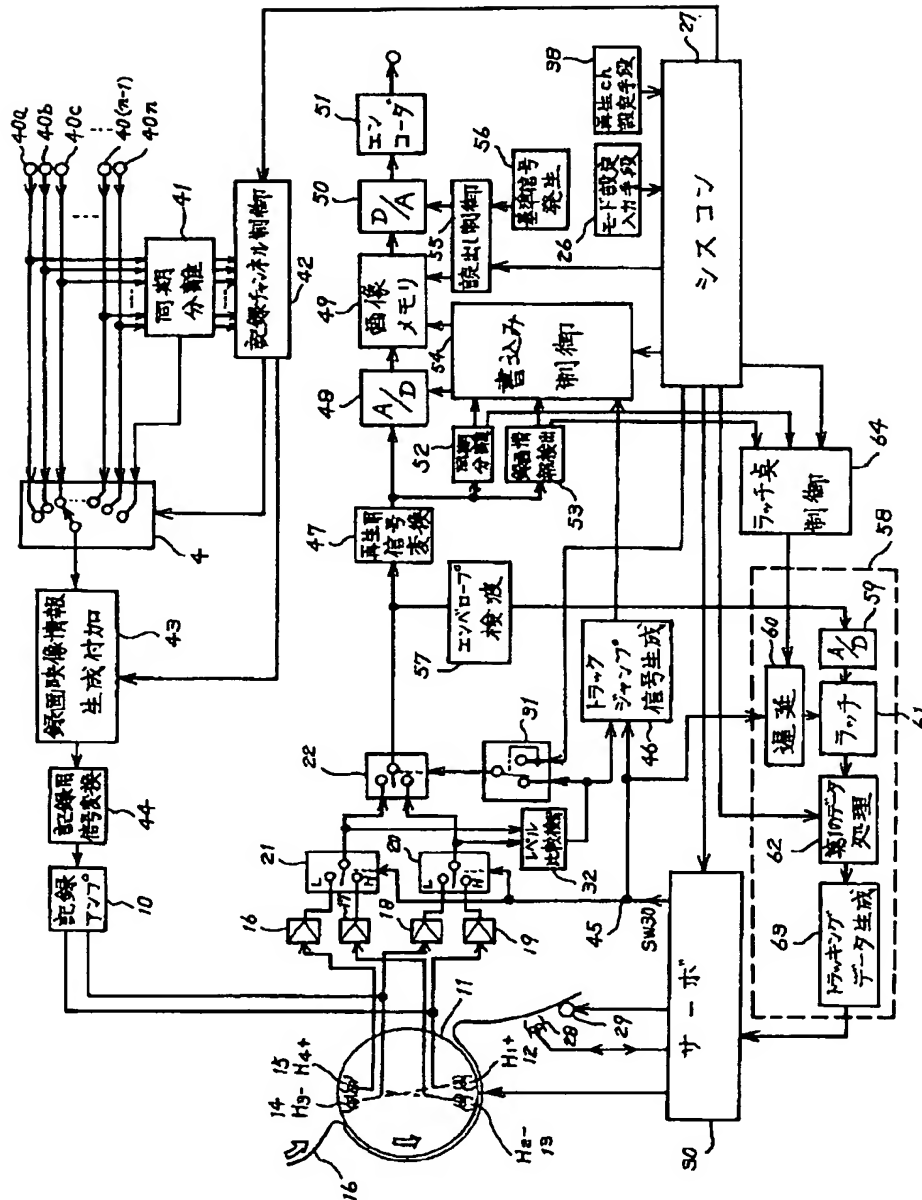 40a
40b
40c
40(n-1)
40n
41
同期
分離
記録チャンネル制御
42
4
録画映像情報
生成付加
43
記録用
信号変換
44
記録
アンプ
10
27
シスコン
38
再生ch
設定手段
モード設定
入力手段
26
51
エン
コーダ
50
D/A
49
画像
メモリ
48
A/D
読出し制御
55
基準信号
発生
56
書込み
制御
54
同期
分離
52
録画情
報検出
53
47
再生用
信号
変換
エンベロープ
検波
57
ラッチ点
制御
64
58
59
A/D
60
遅延
ラッチ
61
第1のデータ
処理
62
トラッキング
データ生成
63
トラック
ジャンプ
信号生成
46
22
31
レベル
比較検出
32
21
L
H
20
L
H
16
17
18
19
45
SW30
サーボ
30
11
12
28
29
15
H4+
14
H3-
H1+
H2-
13
16